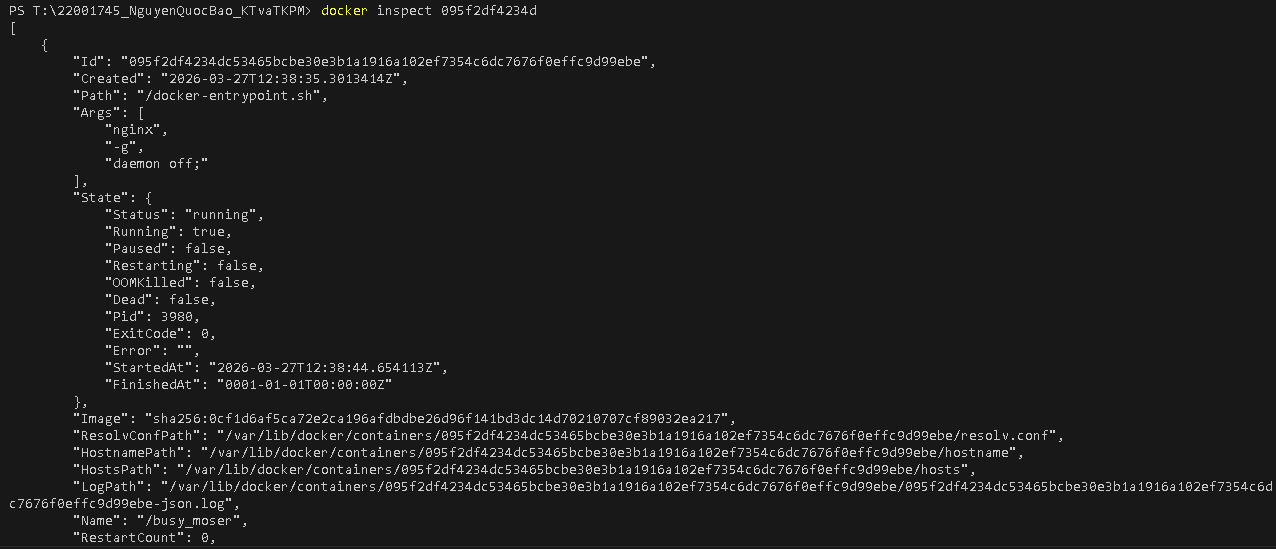 PS T:\22001745_NguyenQuocBao_KTvaTKPM> docker inspect 095f2df4234d
[
    {
        "Id": "095f2df4234dc53465bcbe30e3b1a1916a102ef7354c6dc7676f0effc9d99ebe",
        "Created": "2026-03-27T12:38:35.3013414Z",
        "Path": "/docker-entrypoint.sh",
        "Args": [
            "nginx",
            "-g",
            "daemon off;"
        ],
        "State": {
            "Status": "running",
            "Running": true,
            "Paused": false,
            "Restarting": false,
            "OOMKilled": false,
            "Dead": false,
            "Pid": 3980,
            "ExitCode": 0,
            "Error": "",
            "StartedAt": "2026-03-27T12:38:44.654113Z",
            "FinishedAt": "0001-01-01T00:00:00Z"
        },
        "Image": "sha256:0cf1d6af5ca72e2ca196afdbdbe26d96f141bd3dc14d70210707cf89032ea217",
        "ResolvConfPath": "/var/lib/docker/containers/095f2df4234dc53465bcbe30e3b1a1916a102ef7354c6dc7676f0effc9d99ebe/resolv.conf",
        "HostnamePath": "/var/lib/docker/containers/095f2df4234dc53465bcbe30e3b1a1916a102ef7354c6dc7676f0effc9d99ebe/hostname",
        "HostsPath": "/var/lib/docker/containers/095f2df4234dc53465bcbe30e3b1a1916a102ef7354c6dc7676f0effc9d99ebe/hosts",
        "LogPath": "/var/lib/docker/containers/095f2df4234dc53465bcbe30e3b1a1916a102ef7354c6dc7676f0effc9d99ebe/095f2df4234dc53465bcbe30e3b1a1916a102ef7354c6d
c7676f0effc9d99ebe-json.log",
        "Name": "/busy_moser",
        "RestartCount": 0,